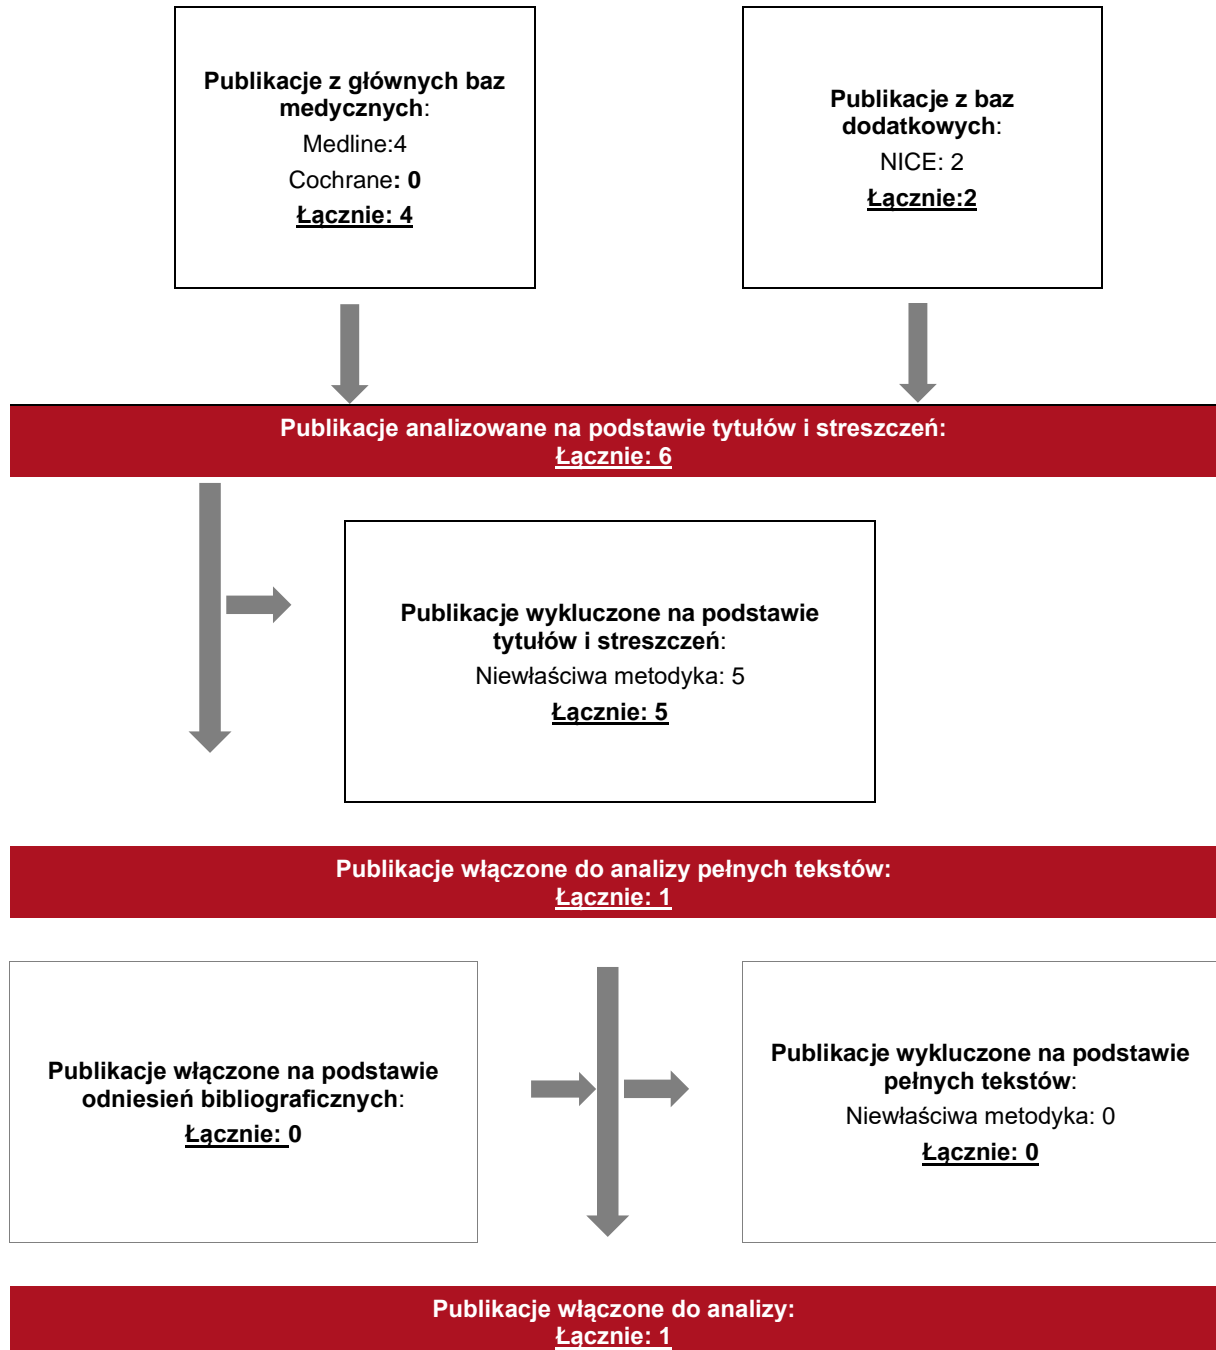 Publikacje z głównych baz
medycznych:
Medline:4
Cochrane: 0
Łącznie: 4
Publikacje z baz
dodatkowych:
NICE: 2
Łącznie:2
Publikacje analizowane na podstawie tytułów i streszczeń:
Łącznie: 6
Publikacje wykluczone na podstawie
tytułów i streszczeń:
Niewłaściwa metodyka: 5
Łącznie: 5
Publikacje włączone do analizy pełnych tekstów:
Łącznie: 1
Publikacje włączone na podstawie
odniesień bibliograficznych:
Łącznie: 0
Publikacje wykluczone na podstawie
pełnych tekstów:
Niewłaściwa metodyka: 0
Łącznie: 0
Publikacje włączone do analizy:
Łącznie: 1